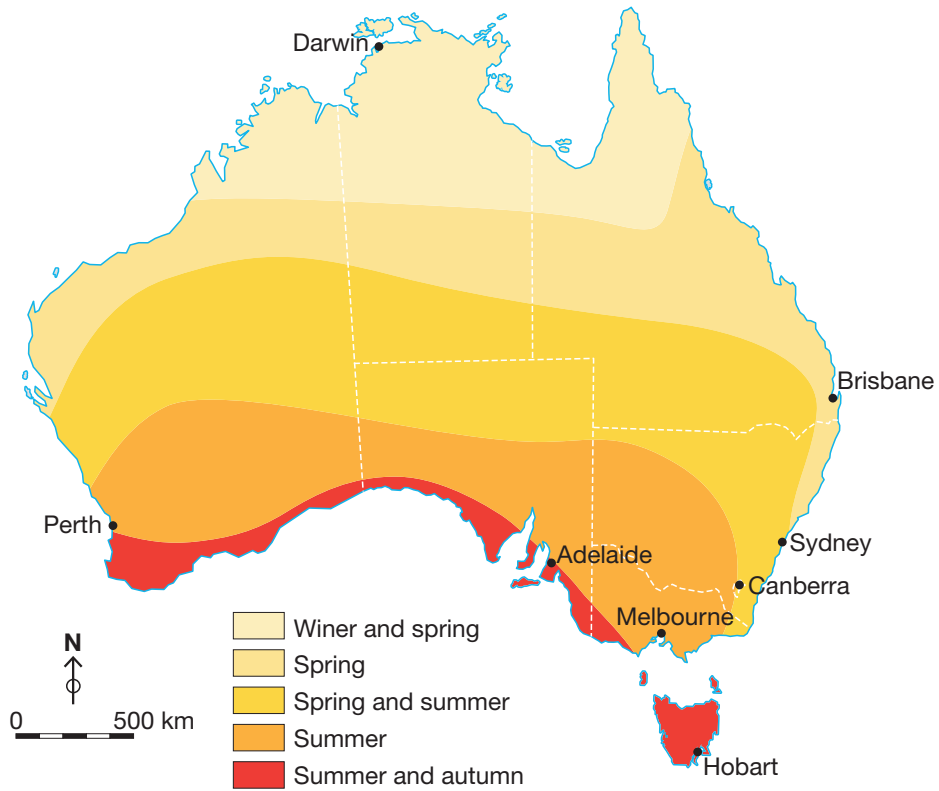 Darwin
Brisbane
Perth
Sydney
Adelaide
Canberra
Melbourne
Winer and spring
N
Spring
Spring and summer
0 500 km
Summer
Hobart
Summer and autumn